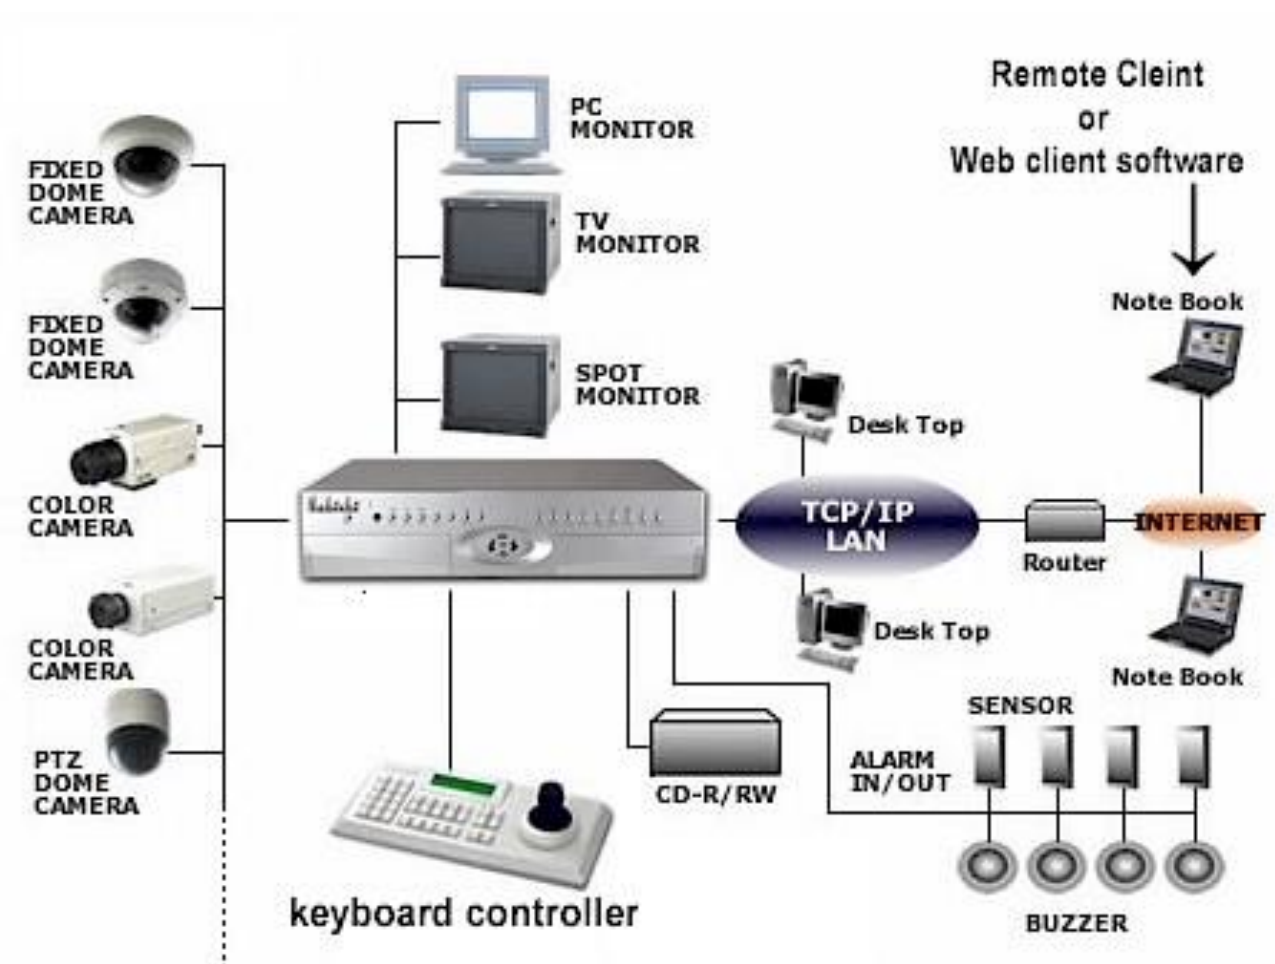 Remote Cleint
or
Web client software
PC
MONITOR
FIXED
DOME
CAMERA
TV
MONITOR
Note Book
FIXED
DOME
CAMERA
SPOT
MONITOR
Desk Top
COLOR
CAMERA
TCP/IP
LAN
INTERNET
Router
Desk Top
COLOR
CAMERA
Note Book
SENSOR
PTZ
DOME
CAMERA
ALARM
IN/OUT
CD-R/RW
keyboard controller
BUZZER